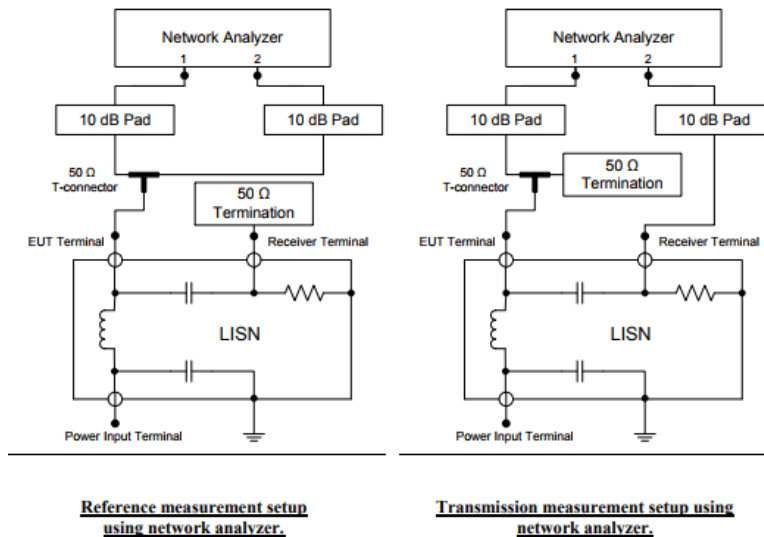 Network Analyzer
1 2
10 dB Pad
10 dB Pad
50 Ω
T-connector
50 Ω
Termination
EUT Terminal
Receiver Terminal
LISN
Power Input Terminal
Reference measurement setup
using network analyzer.
Network Analyzer
1 2
10 dB Pad
10 dB Pad
50 Ω
T-connector
50 Ω
Termination
EUT Terminal
Receiver Terminal
LISN
Power Input Terminal
Transmission measurement setup using
network analyzer.